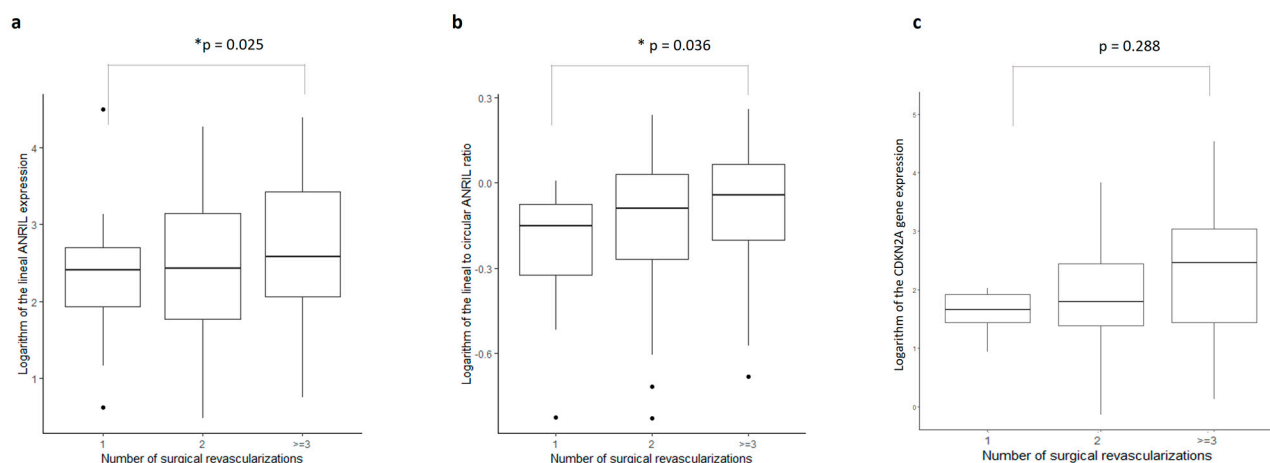 a
*p = 0.025
Logarithm of the lineal ANRIL expression
4
3
2
1
1
2
>=3
Number of surgical revascularizations
b
* p = 0.036
Logarithm of the lineal to circular ANRIL ratio
0.3
0.0
-0.3
-0.6
1
2
>=3
Number of surgical revascularizations
c
p = 0.288
Logarithm of the CDKN2A gene expression
5
4
3
2
1
0
1
2
>=3
Number of surgical revascularizations